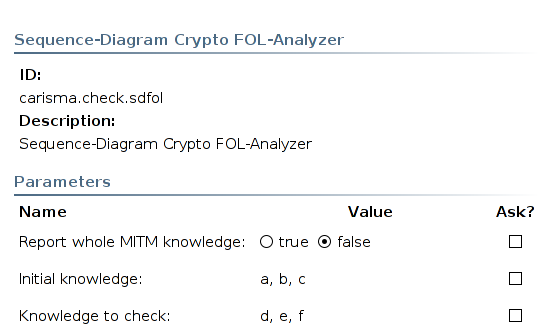 Sequence-Diagram Crypto FOL-Analyzer
ID:
carisma.check.sdfol
Description:
Sequence-Diagram Crypto FOL-Analyzer
Parameters
Name Value Ask?
Report whole MITM knowledge: true false
Initial knowledge: a, b, c
Knowledge to check: d, e, f